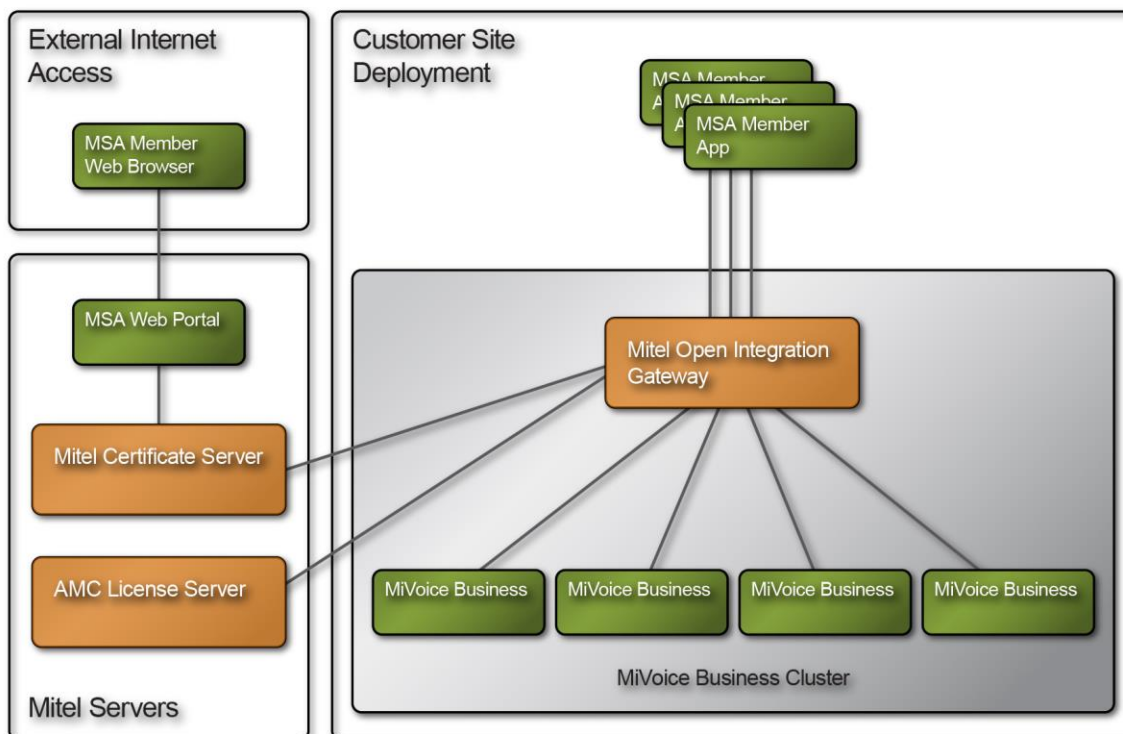 External Internet
Access
MSA Member
Web Browser
Customer Site
Deployment
MSA Member
A
MSA Member
A
MSA Member
App
MSA Web Portal
Mitel Open Integration
Gateway
Mitel Certificate Server
AMC License Server
MiVoice Business
MiVoice Business
MiVoice Business
MiVoice Business
MiVoice Business Cluster
Mitel Servers